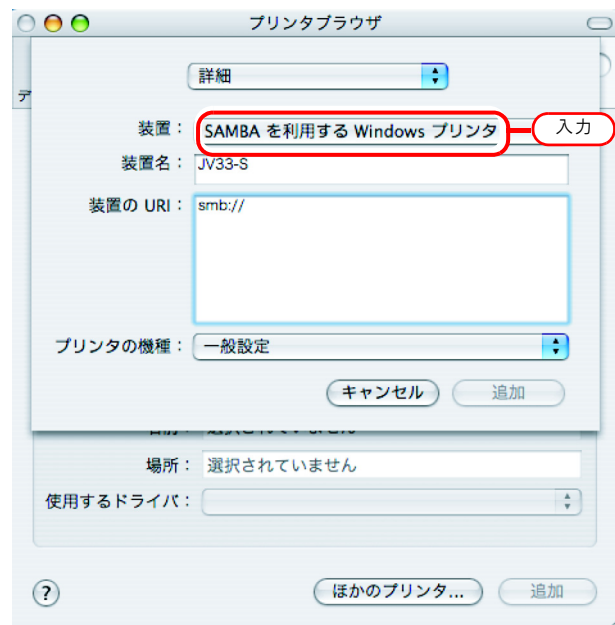 プリンタブラウザ
詳細
デ
装置： SAMBA を利用する Windows プリンタ 入力
装置名： JV33-S
装置の URI： smb://
プリンタの機種： 一般設定
キャンセル 追加
場所： 選択されていません
使用するドライバ：
? ほかのプリンタ... 追加